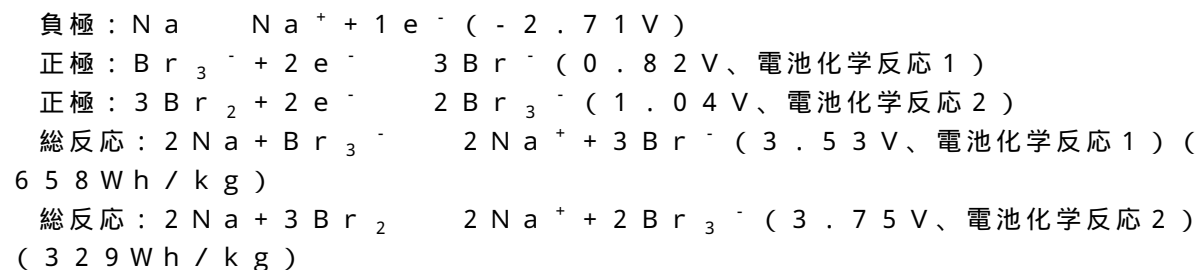 負極：Ｎａ　　Ｎａ⁺＋１ｅ⁻（－２．７１Ｖ）
正極：Ｂｒ₃⁻＋２ｅ⁻　　３Ｂｒ⁻（０．８２Ｖ、電池化学反応１）
正極：３Ｂｒ₂＋２ｅ⁻　　２Ｂｒ₃⁻（１．０４Ｖ、電池化学反応２）
総反応：２Ｎａ＋Ｂｒ₃⁻　　２Ｎａ⁺＋３Ｂｒ⁻（３．５３Ｖ、電池化学反応１）（
６５８Ｗｈ／ｋｇ）
総反応：２Ｎａ＋３Ｂｒ₂　　２Ｎａ⁺＋２Ｂｒ₃⁻（３．７５Ｖ、電池化学反応２）
（３２９Ｗｈ／ｋｇ）